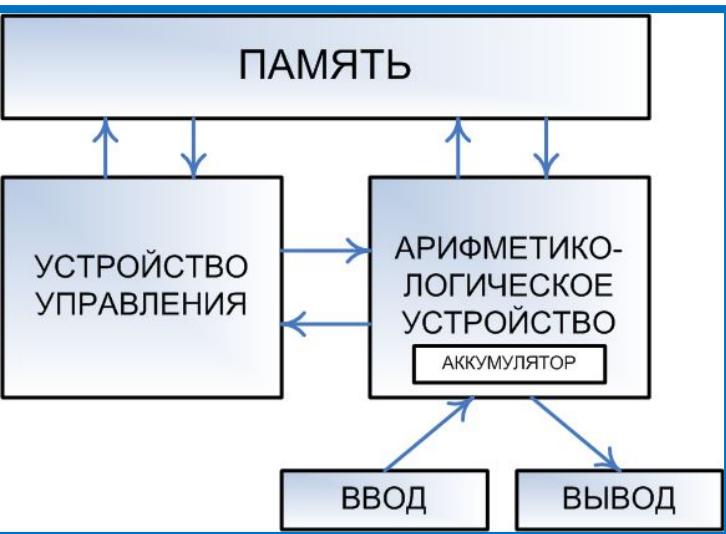 ПАМЯТЬ
УСТРОЙСТВО
УПРАВЛЕНИЯ
АРИФМЕТИКО-
ЛОГИЧЕСКОЕ
УСТРОЙСТВО
АККУМУЛЯТОР
ВВОД
ВЫВОД